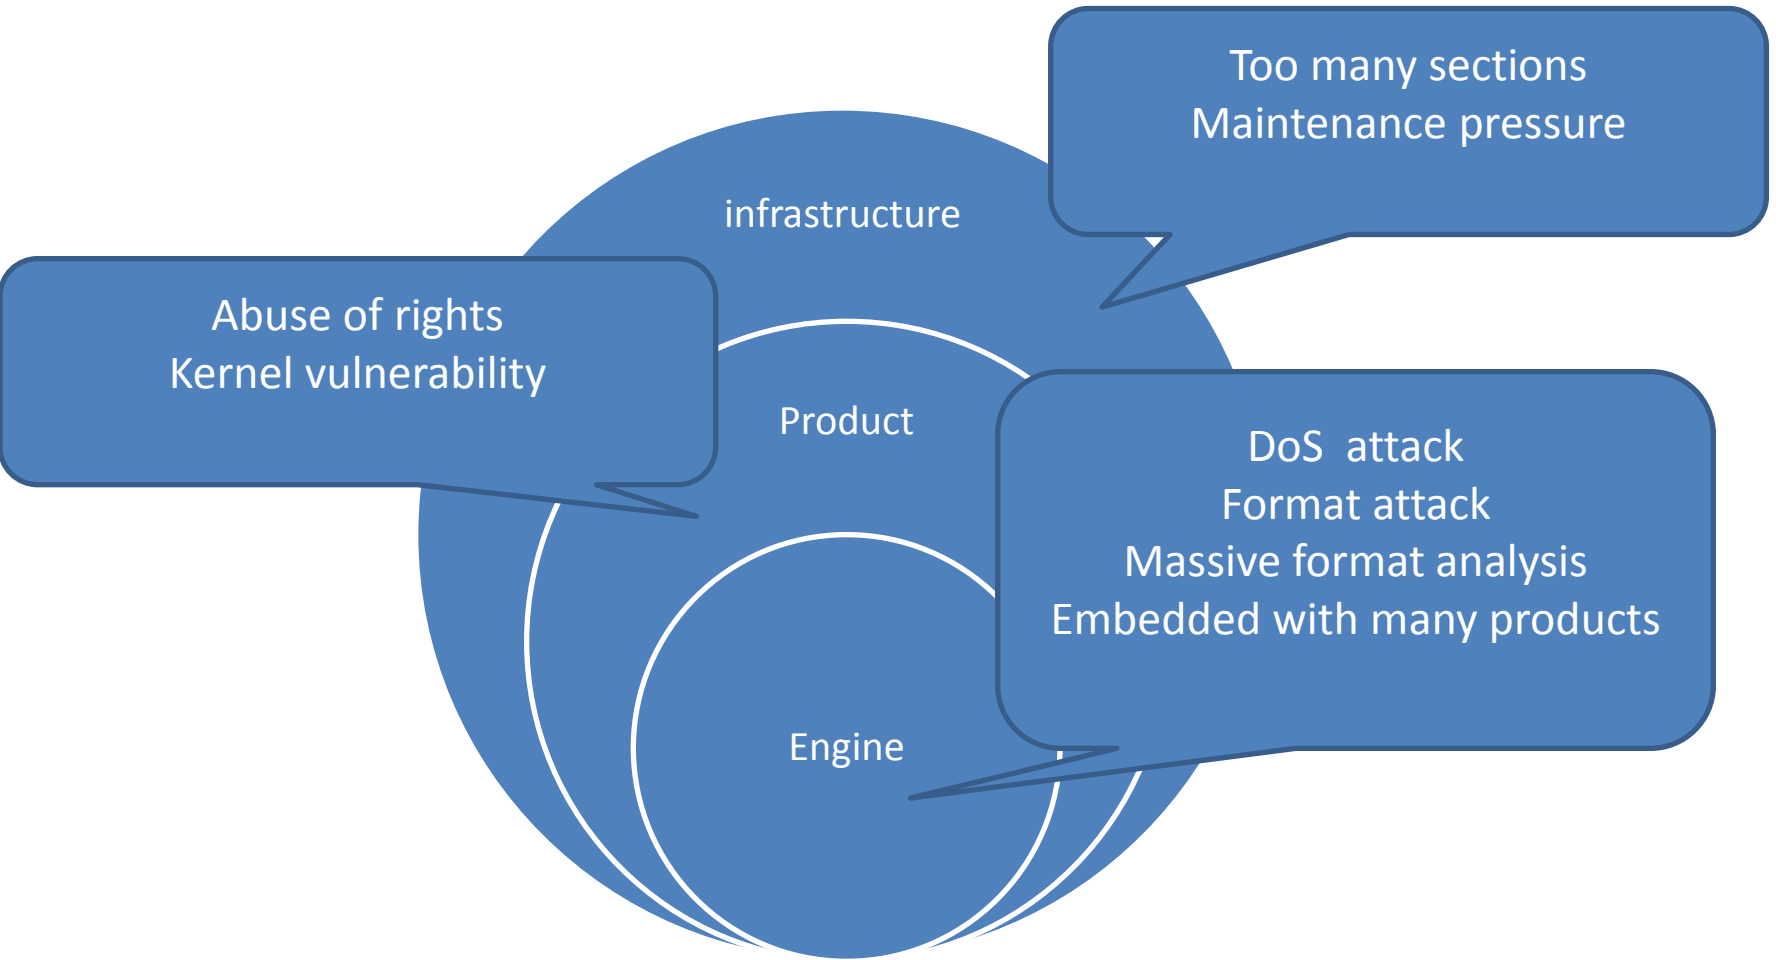 Too many sections
Maintenance pressure
infrastructure
Abuse of rights
Kernel vulnerability
Product
DoS  attack
Format attack
Massive format analysis
Embedded with many products
Engine